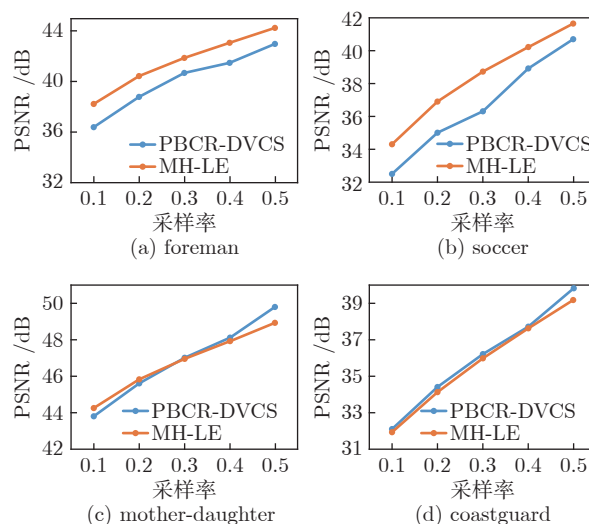 PSNR /dB
44
40
36
32
PBCR-DVCS
MH-LE
0.1 0.2 0.3 0.4 0.5
采样率
(a) foreman
PSNR /dB
42
40
38
36
34
32
PBCR-DVCS
MH-LE
0.1 0.2 0.3 0.4 0.5
采样率
(b) soccer
PSNR /dB
50
48
46
44
42
PBCR-DVCS
MH-LE
0.1 0.2 0.3 0.4 0.5
采样率
(c) mother-daughter
PSNR /dB
39
37
35
33
31
PBCR-DVCS
MH-LE
0.1 0.2 0.3 0.4 0.5
采样率
(d) coastguard